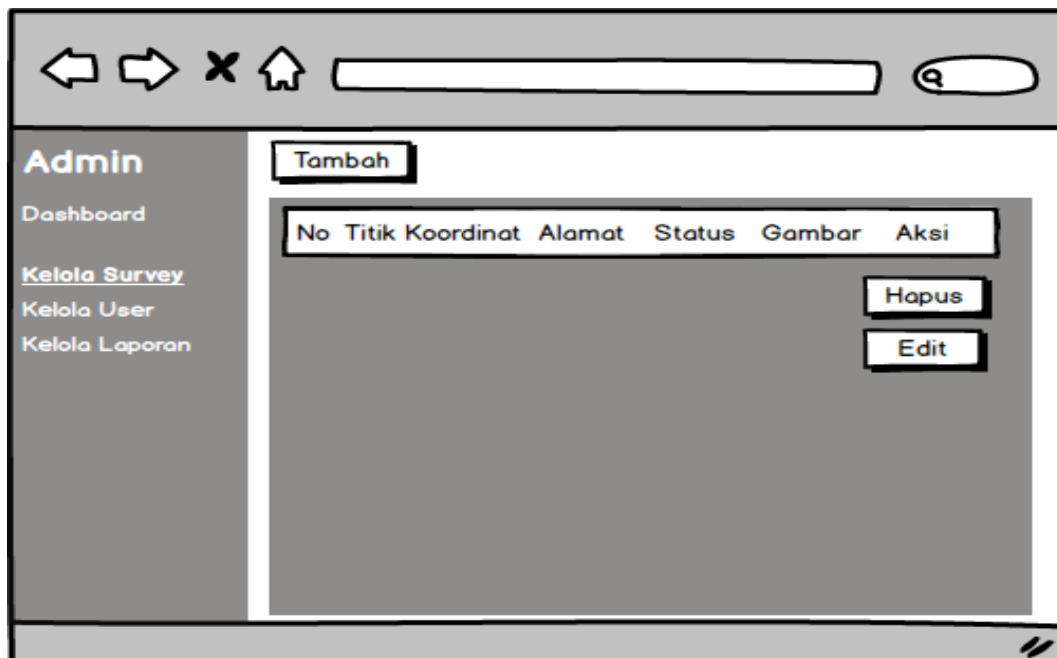 Admin
Dashboard
Kelola Survey
Kelola User
Kelola Laporan
Tambah
No Titik Koordinat Alamat Status Gambar Aksi
Hapus
Edit